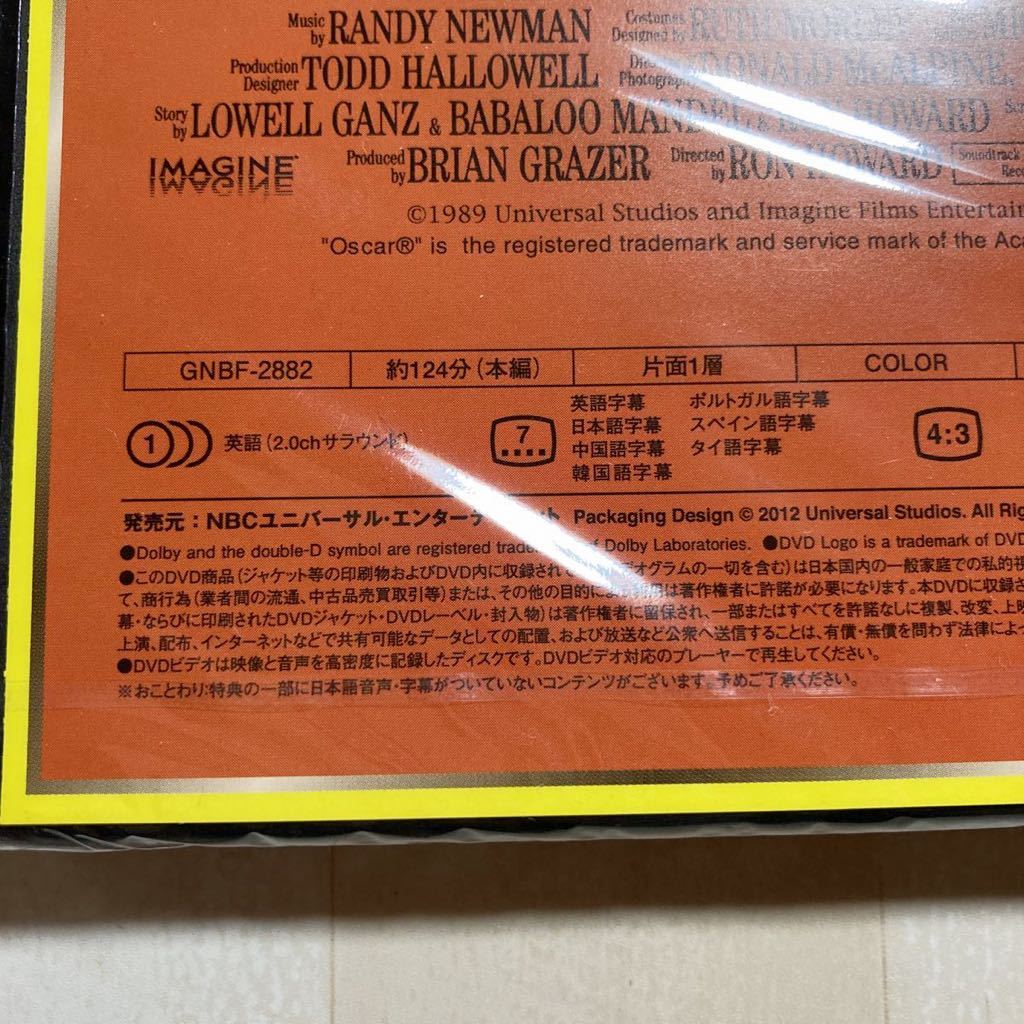 Music by RANDY NEWMAN Costumes Designed by RUTH
Production Designer TODD HALLOWELL DONALD McALPINE,
Story by LOWELL GANZ & BABALOO MANDEL & RON HOWARD
IMAGINE Produced by BRIAN GRAZER Directed by RON HOWARD Soundtrack
©1989 Universal Studios and Imagine Films
"Oscar®" is the registered trademark and service mark of the
GNBF-2882 約124分(本編) 片面1層 COLOR
1 英語(2.0chサラウンド) 7 4:3
英語字幕 ポルトガル語字幕
日本語字幕 スペイン語字幕
中国語字幕 タイ語字幕
韓国語字幕
発売元:NBCユニバーサル・エンターテイメント Packaging Design © 2012 Universal Studios. All
●Dolby and the double-D symbol are registered of Dolby Laboratories. ●DVD Logo is a trademark of DVD
●このDVD商品(ジャケット等の印刷物およびDVD内に収録されて オグラムの一切を含む)は日本国内の一般家庭での私的視
て、商行為(業者間の流通、中古品売買取引等)または、その他の目的による 用は著作権者に許諾が必要になります。本DVDに収録さ
幕・ならびに印刷されたDVDジャケット・DVDレーベル・封入物)は著作権者に留保され、一部またはすべてを許諾なしに複製、改変、上映
上演、配布、インターネットなどで共有可能なデータとしての配置、および放送など公衆へ送信することは、有償・無償を問わず法律によっ
●DVDビデオは映像と音声を高密度に記録したディスクです。DVDビデオ対応のプレーヤーで再生してください。
※おことわり:特典の一部に日本語音声・字幕がついていないコンテンツがございます。予めご了承ください。